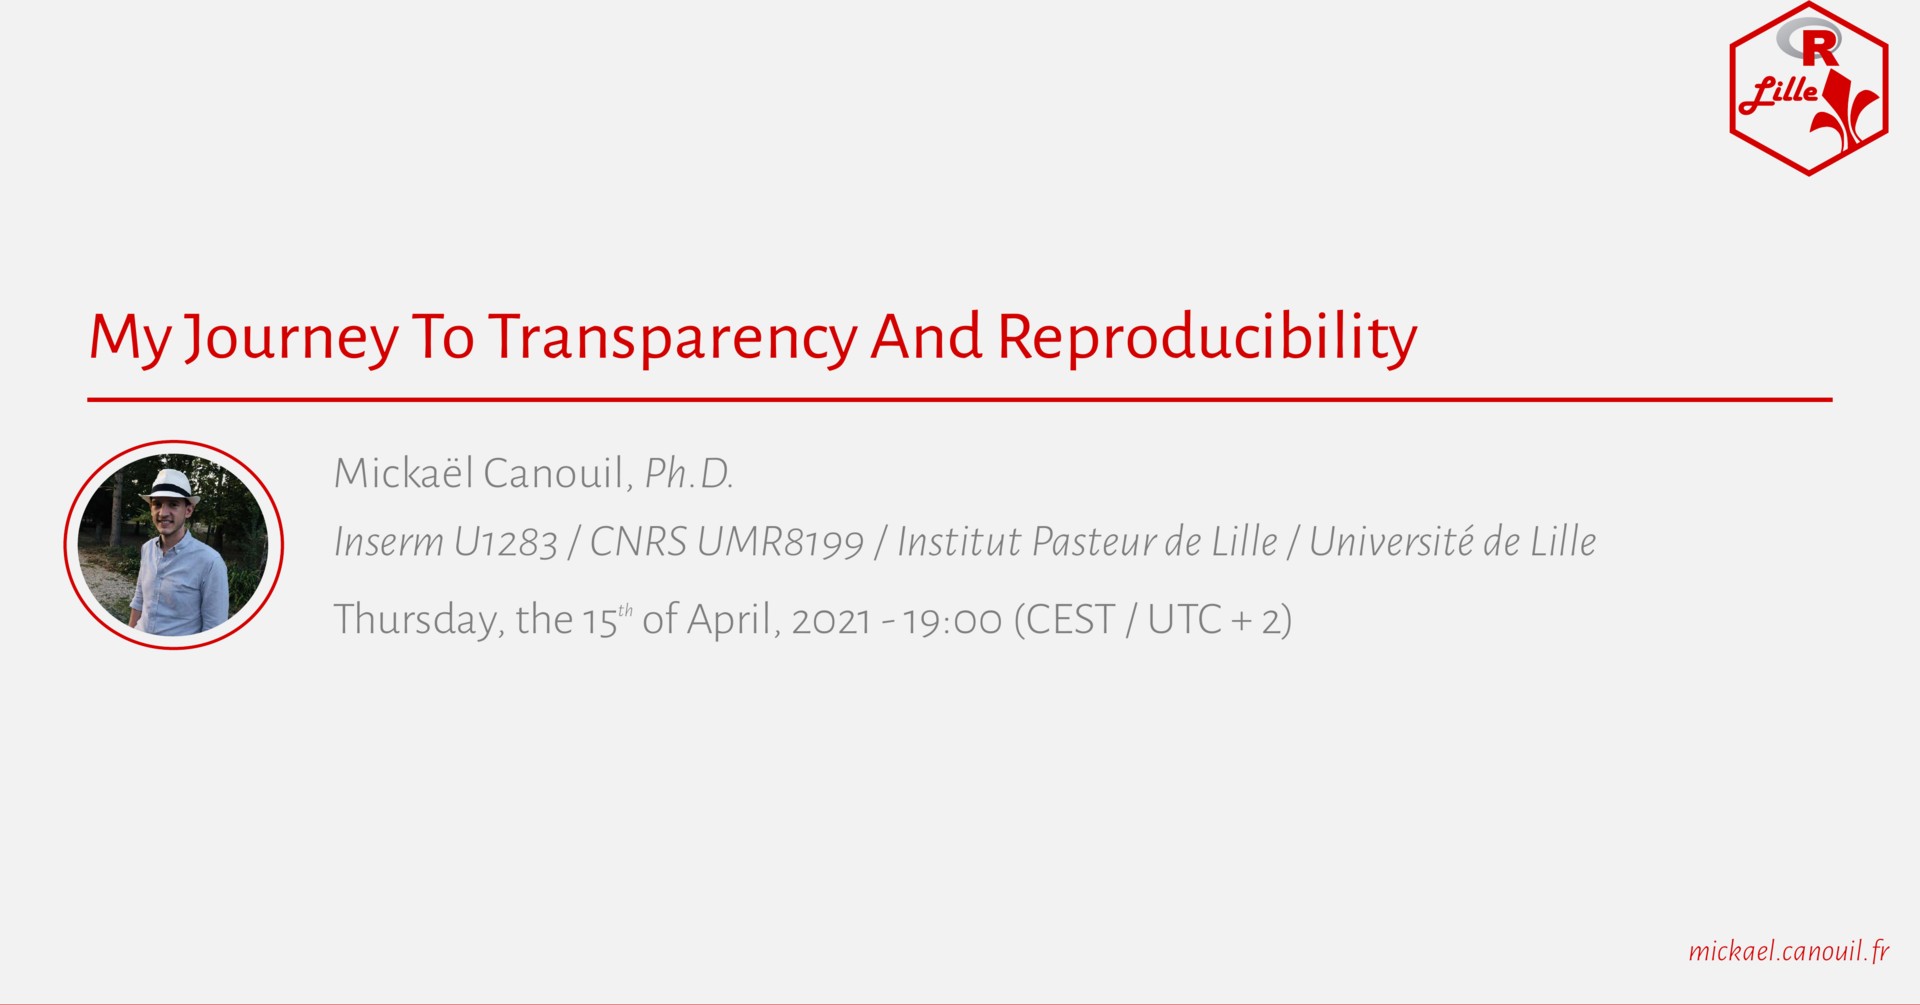 R
Lille
My Journey To Transparency And Reproducibility
Mickaël Canouil, Ph.D.
Inserm U1283 / CNRS UMR8199 / Institut Pasteur de Lille / Université de Lille
Thursday, the 15th of April, 2021 - 19:00 (CEST / UTC + 2)
mickael.canouil.fr